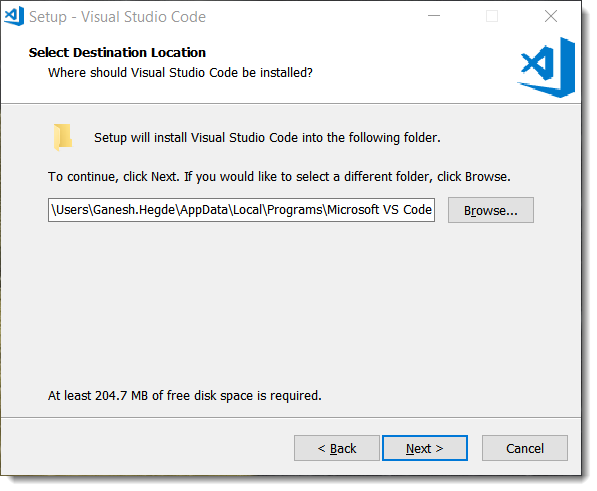 Setup - Visual Studio Code
Select Destination Location
Where should Visual Studio Code be installed?
Setup will install Visual Studio Code into the following folder.
To continue, click Next. If you would like to select a different folder, click Browse.
\Users\Ganesh.Hegde\AppData\Local\Programs\Microsoft VS Code
Browse...
At least 204.7 MB of free disk space is required.
< Back
Next >
Cancel